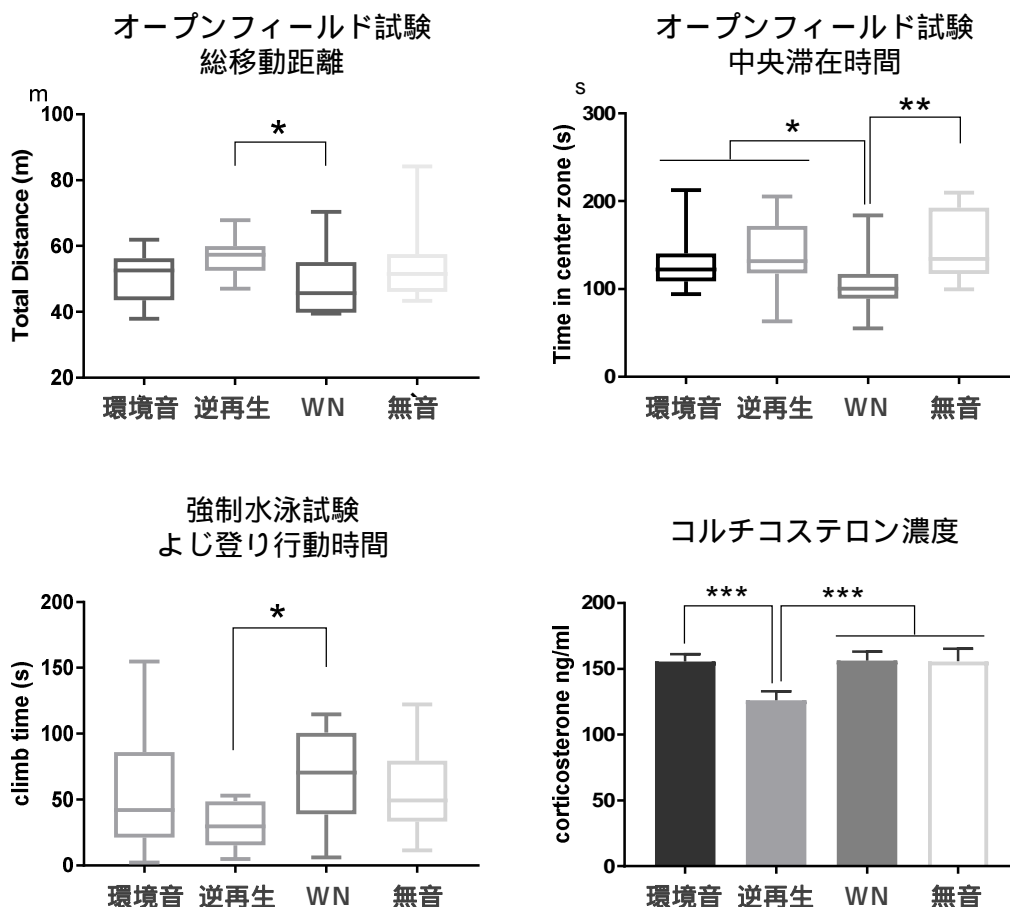 オープンフィールド試験
総移動距離
m
Total Distance (m)
100
80
60
40
20
*
環境音 逆再生 WN 無音
オープンフィールド試験
中央滞在時間
s
Time in center zone (s)
300
200
100
0
* **
環境音 逆再生 WN 無音
強制水泳試験
よじ登り行動時間
climb time (s)
200
150
100
50
0
*
環境音 逆再生 WN 無音
コルチコステロン濃度
corticosterone ng/ml
200
150
100
50
0
*** ***
環境音 逆再生 WN 無音